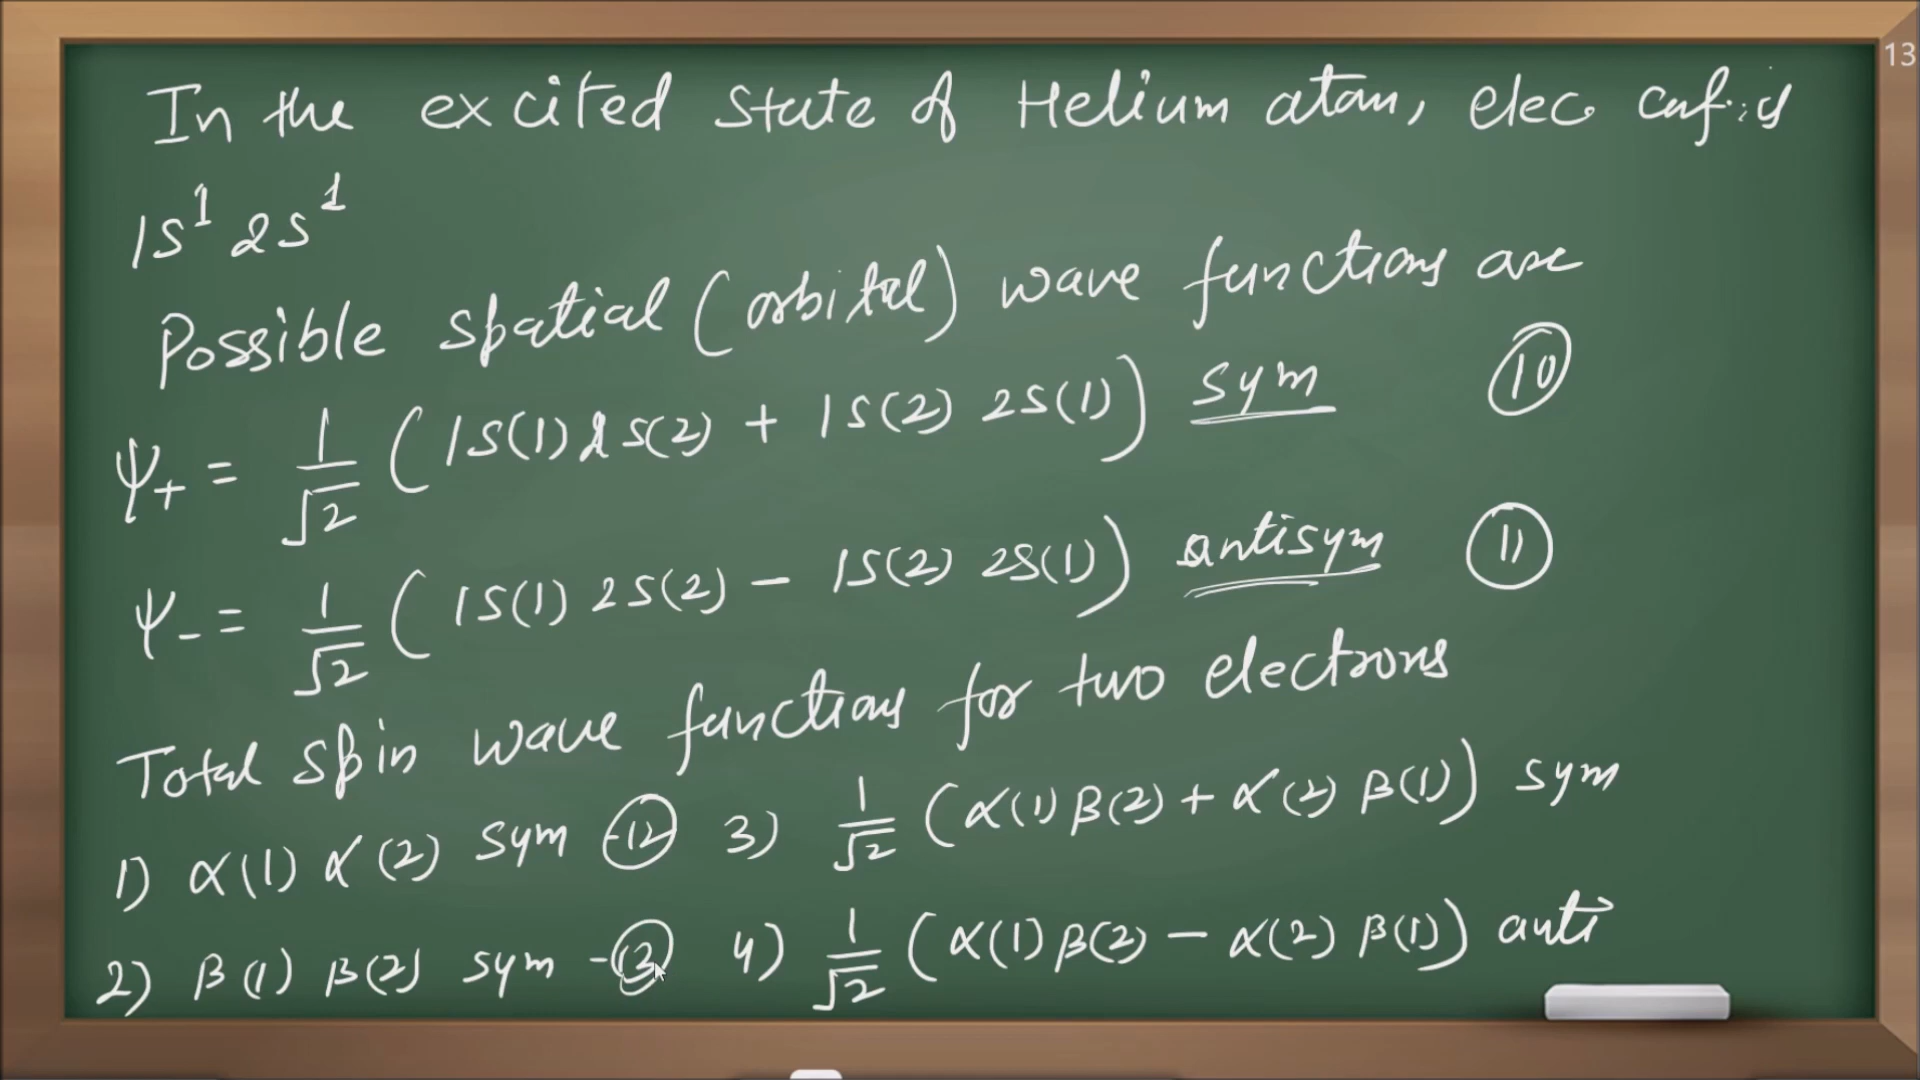 13
In the excited state of Helium atom, elec. conf. is
1s¹ 2s¹
Possible spatial (orbital) wave functions are
Ψ₊ = 1/√2 (1s(1) 2s(2) + 1s(2) 2s(1)) sym ⑩
Ψ₋ = 1/√2 (1s(1) 2s(2) − 1s(2) 2s(1)) antisym ⑪
Total spin wave functions for two electrons
1) α(1) α(2) sym ⑫ 3) 1/√2 (α(1) β(2) + α(2) β(1)) sym
2) β(1) β(2) sym -⑬ 4) 1/√2 (α(1) β(2) − α(2) β(1)) anti